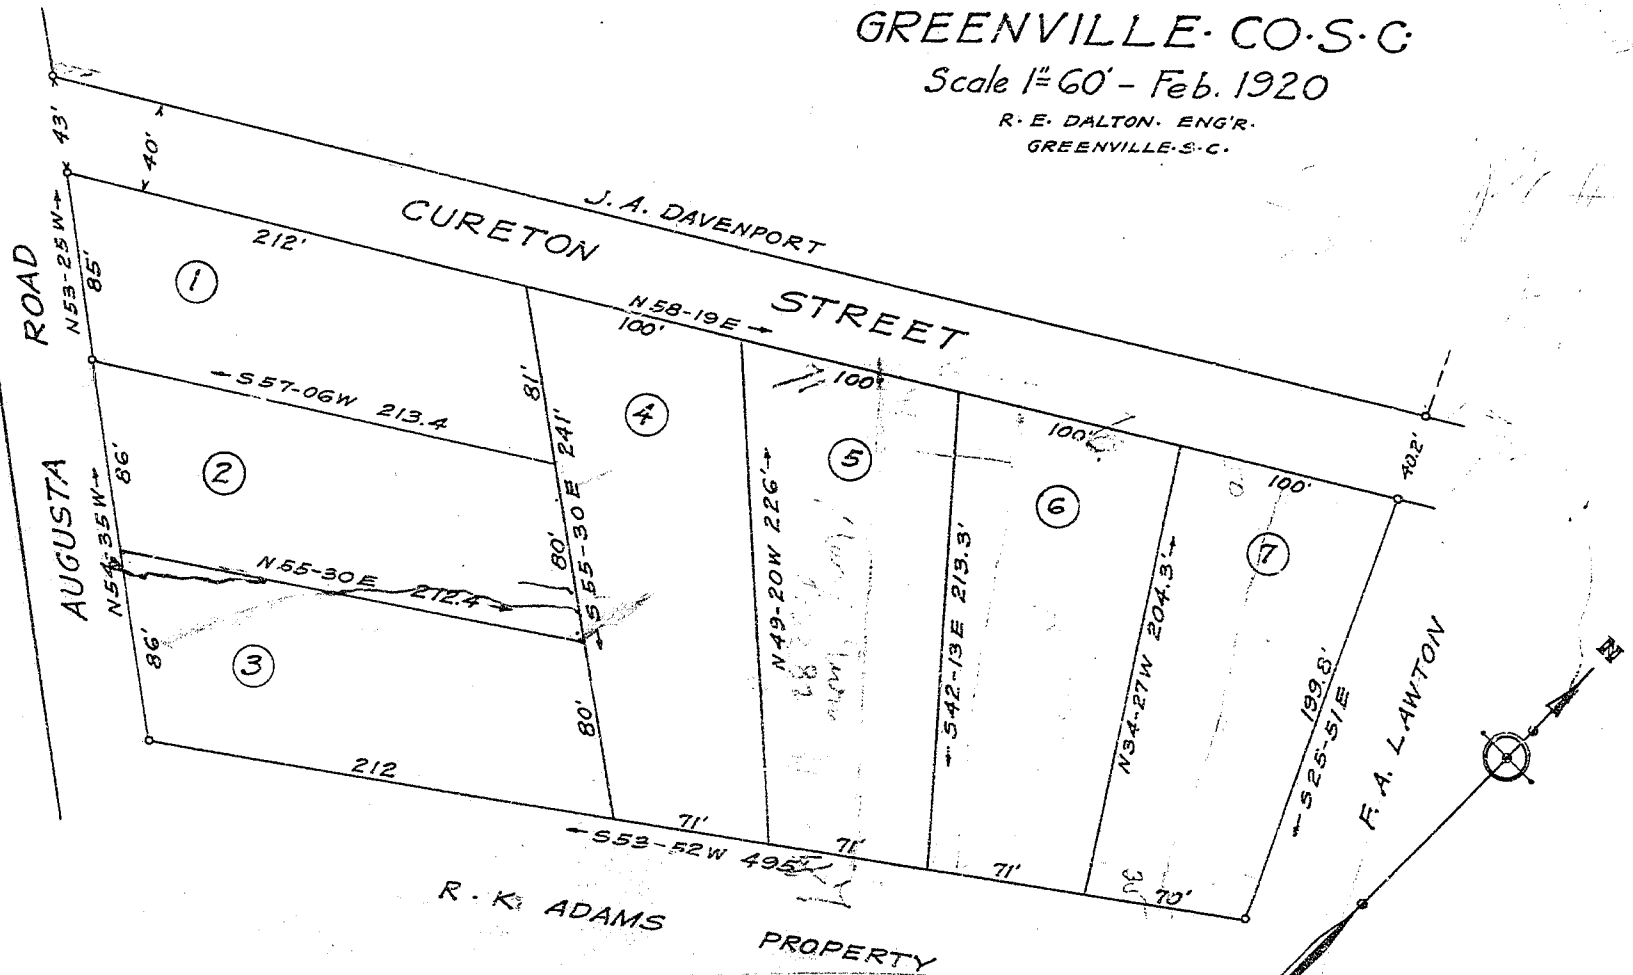 GREENVILLE. CO.S.C.
Scale 1"=60' - Feb. 1920
R. E. DALTON. ENG'R.
GREENVILLE.S.C.
43'
40'
J. A. DAVENPORT
CURETON STREET
ROAD
AUGUSTA
N53-25W
85'
212'
1
N58-19E
100'
100'
100'
100'
40.2'
S57-06W 213.4
81'
241'
4
5
6
7
86'
2
N54-35W
N55-30E 212.4
80'
S55-30E
N49-20W 226'
S42-13E 213.3'
N34-27W 204.3'
199.8'
S25-51E
F. A. LAWTON
N
86'
3
80'
212
71'
71'
71'
70'
S53-52W 495'
R. K. ADAMS PROPERTY